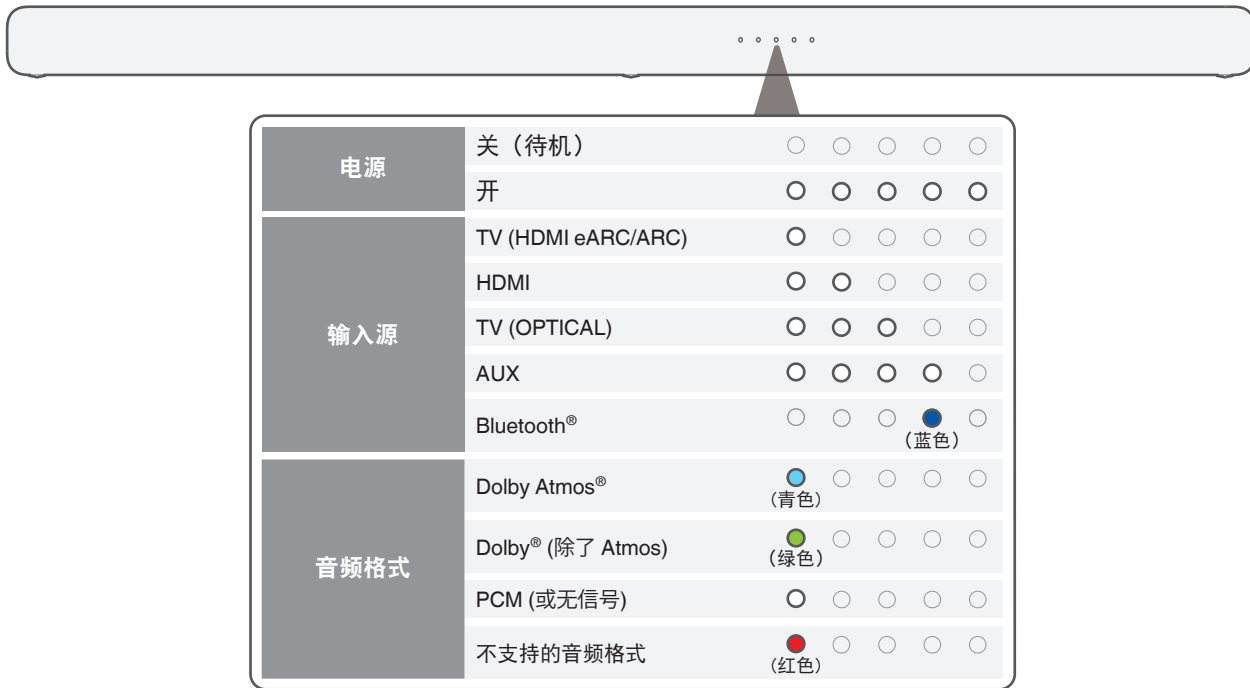 电源
关（待机）
开
输入源
TV (HDMI eARC/ARC)
HDMI
TV (OPTICAL)
AUX
Bluetooth®
（蓝色）
音频格式
Dolby Atmos®
（青色）
Dolby® (除了 Atmos)
（绿色）
PCM (或无信号)
不支持的音频格式
（红色）